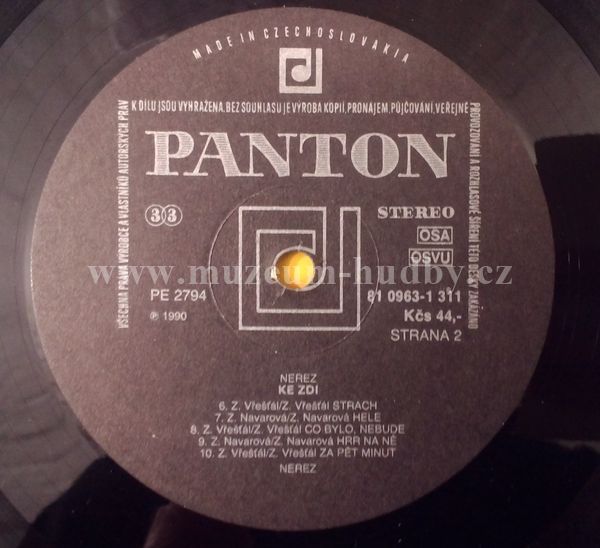 MADE IN CZECHOSLOVAKIA
VŠECHNA PRÁVA VÝROBCE A VLASTNÍKŮ AUTORSKÝCH PRÁV
K DÍLU JSOU VYHRAŽENA. BEZ SOUHLASU JE VÝROBA KOPIÍ, PRONÁJEM, PŮJČOVÁNÍ, VEŘEJNÉ
PROVOZOVÁNÍ A ROZHLASOVÉ ŠÍŘENÍ TÉTO DESKY ZAKÁZÁNO
PANTON
33
STEREO
OSA
OSVU
www.muzeum-hudby.cz
PE 2794
81 0963-1 311
℗ 1990
Kčs 44,-
STRANA 2
NEREZ
KE ZDI
6. Z. Vřešťál/Z. Vřešťál STRACH
7. Z. Navarová/Z. Navarová HELE
8. Z. Vřešťál/Z. Vřešťál CO BYLO, NEBUDE
9. Z. Navarová/Z. Navarová HRR NA NĚ
10. Z. Vřešťál/Z. Vřešťál ZA PĚT MINUT
NEREZ